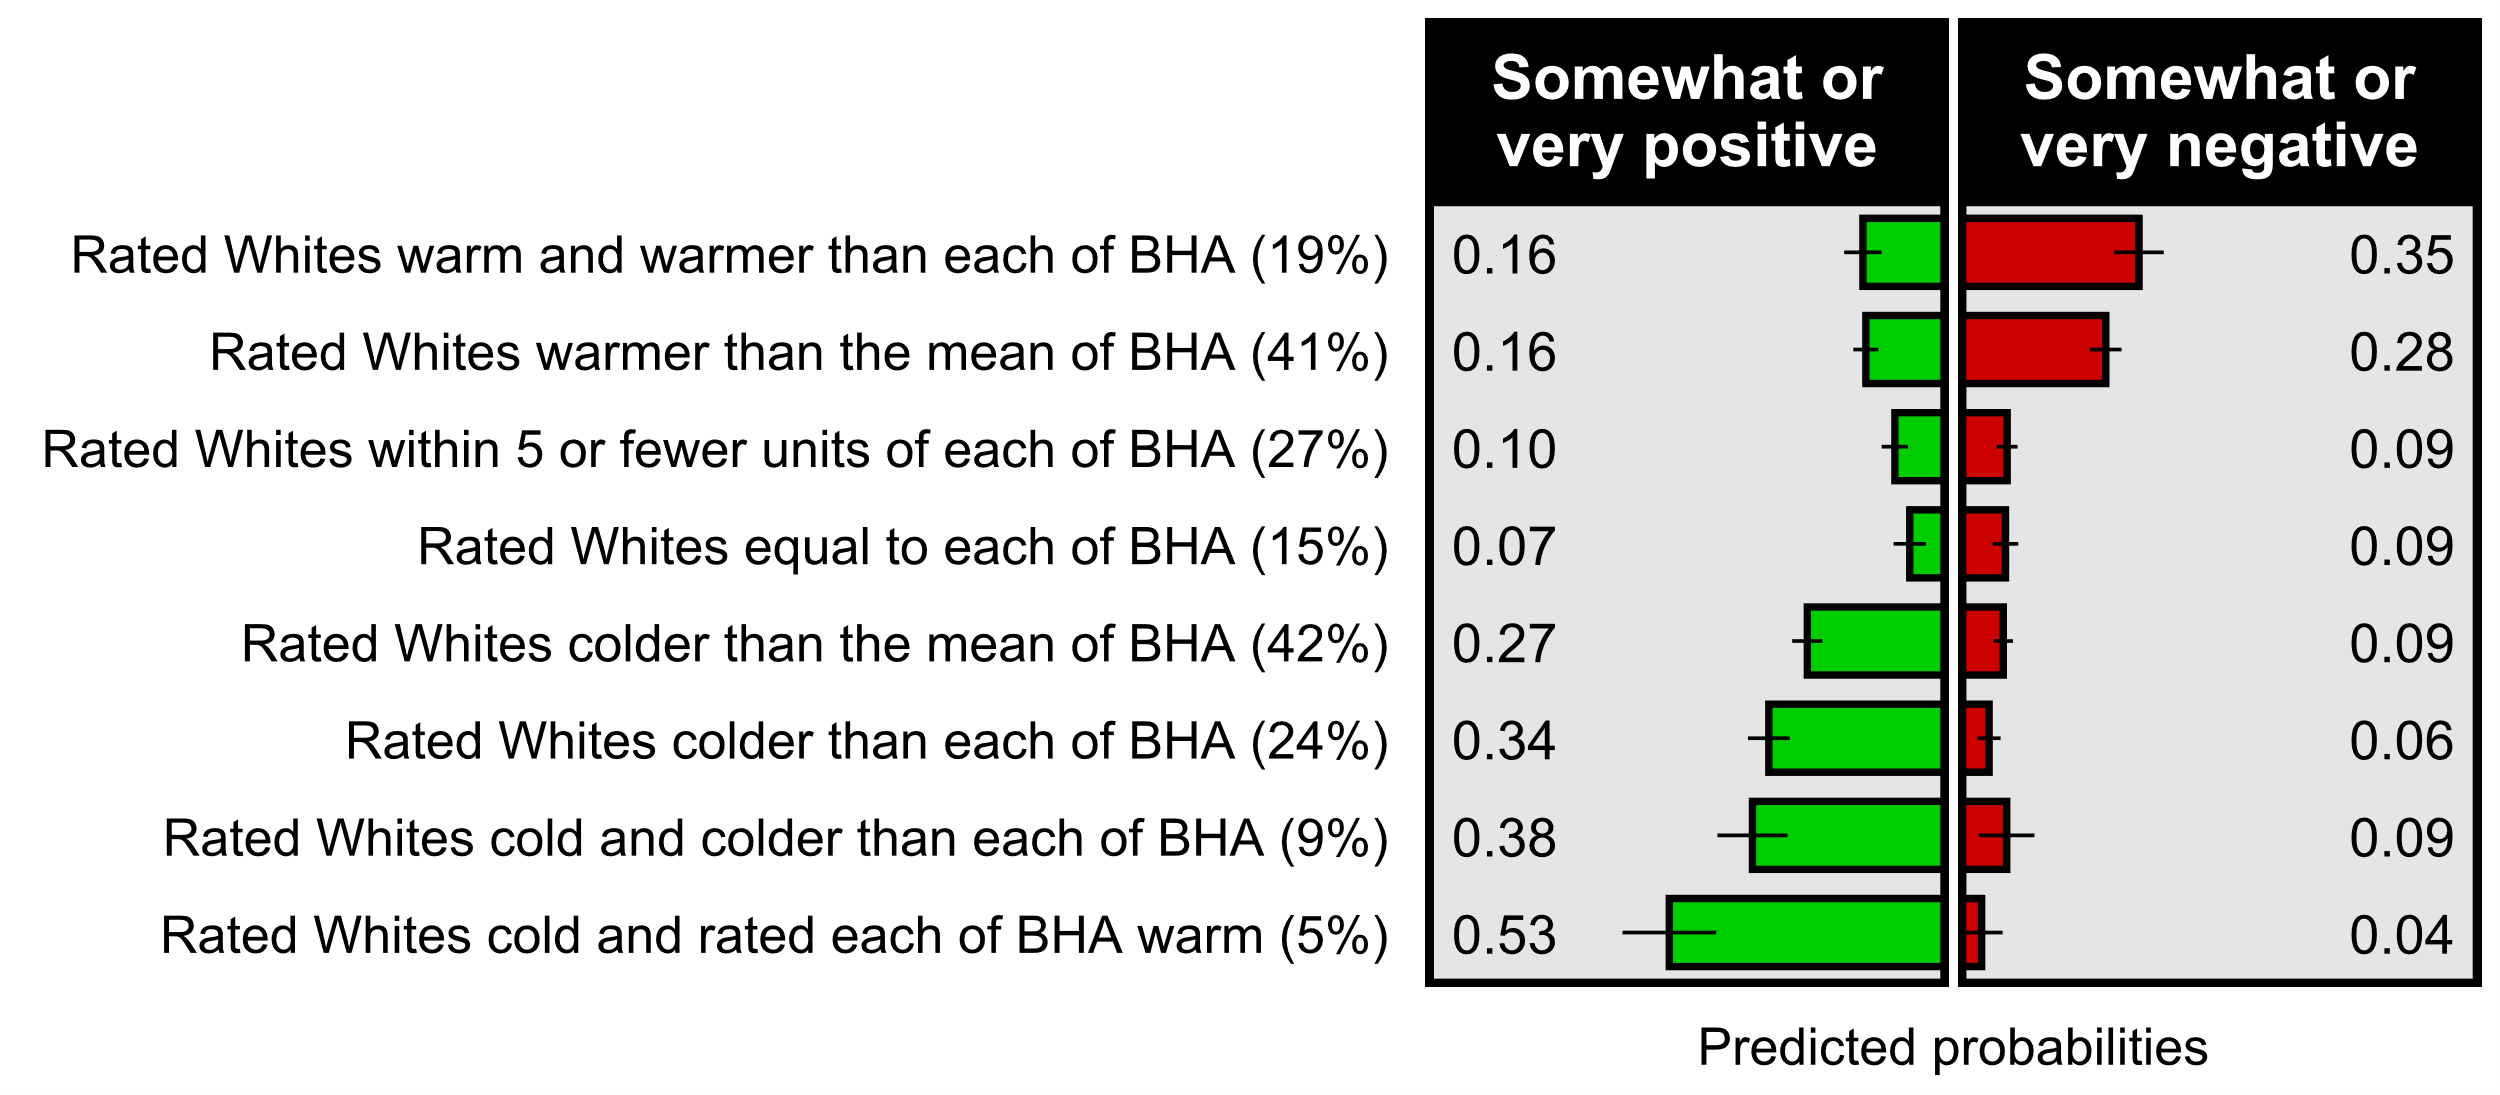 Somewhat or
very positive
Somewhat or
very negative
Rated Whites warm and warmer than each of BHA (19%) 0.16 0.35
Rated Whites warmer than the mean of BHA (41%) 0.16 0.28
Rated Whites within 5 or fewer units of each of BHA (27%) 0.10 0.09
Rated Whites equal to each of BHA (15%) 0.07 0.09
Rated Whites colder than the mean of BHA (42%) 0.27 0.09
Rated Whites colder than each of BHA (24%) 0.34 0.06
Rated Whites cold and colder than each of BHA (9%) 0.38 0.09
Rated Whites cold and rated each of BHA warm (5%) 0.53 0.04
Predicted probabilities